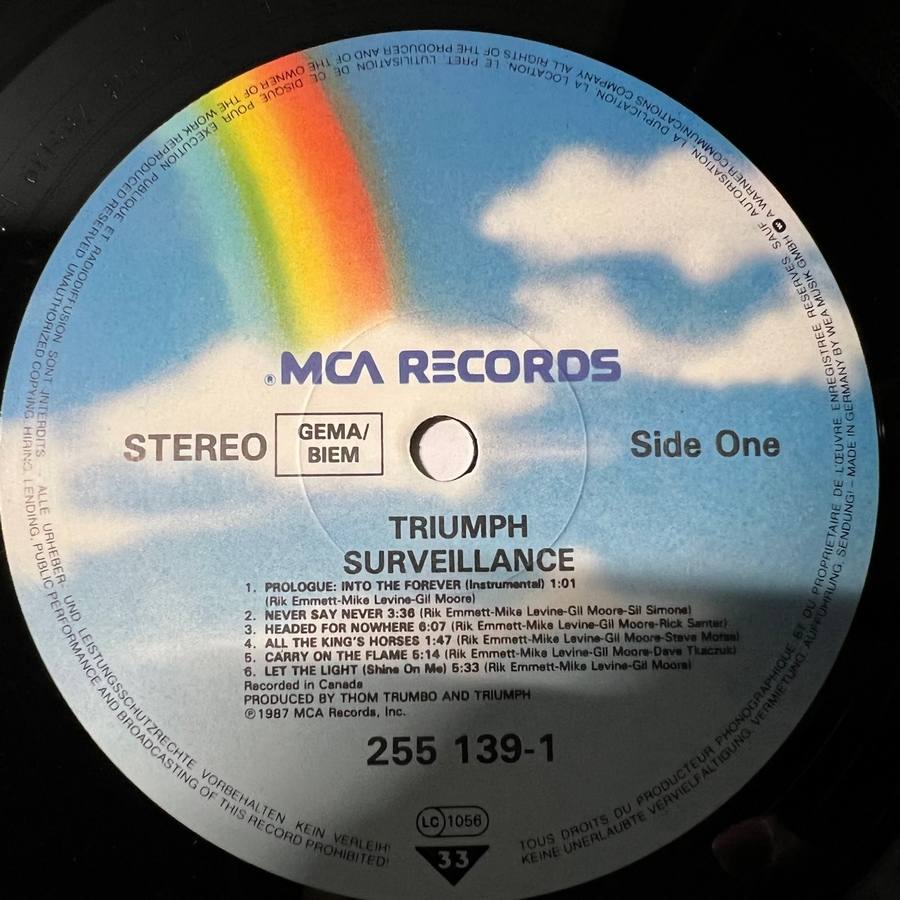 ® MCA RECORDS
STEREO GEMA/ BIEM Side One
TRIUMPH
SURVEILLANCE
1. PROLOGUE: INTO THE FOREVER (Instrumental) 1:01
(Rik Emmett-Mike Levine-Gil Moore)
2. NEVER SAY NEVER 3:36 (Rik Emmett-Mike Levine-Gil Moore-Sil Simone)
3. HEADED FOR NOWHERE 6:07 (Rik Emmett-Mike Levine-Gil Moore-Rick Santer)
4. ALL THE KING'S HORSES 1:47 (Rik Emmett-Mike Levine-Gil Moore-Steve Morse)
5. CARRY ON THE FLAME 5:14 (Rik Emmett-Mike Levine-Gil Moore-Dave Tkaczuk)
6. LET THE LIGHT (Shine On Me) 5:33 (Rik Emmett-Mike Levine-Gil Moore)
Recorded in Canada
PRODUCED BY THOM TRUMBO AND TRIUMPH
℗1987 MCA Records, Inc.
255 139-1
LC 1056
33
TOUS DROITS DU PRODUCTEUR PHONOGRAPHIQUE ET DU PROPRIETAIRE DE L'ŒUVRE ENREGISTREE RESERVES. SAUF AUTORISATION, LA DUPLICATION, LA LOCATION, LE PRET, L'UTILISATION DE CE DISQUE POUR EXECUTION PUBLIQUE ET RADIODIFFUSION SONT INTERDITS. ALLE URHEBER- UND LEISTUNGSSCHUTZRECHTE VORBEHALTEN KEIN VERLEIH!
KEINE UNERLAUBTE VERVIELFÄLTIGUNG, VERMIETUNG, AUFFÜHRUNG, SENDUNG! – MADE IN GERMANY BY WEA MUSIK GMBH A WARNER COMMUNICATIONS COMPANY ALL RIGHTS OF THE PRODUCER AND OF THE OWNER OF THE WORK REPRODUCED RESERVED UNAUTHORIZED COPYING, HIRING, LENDING, PUBLIC PERFORMANCE AND BROADCASTING OF THIS RECORD PROHIBITED!